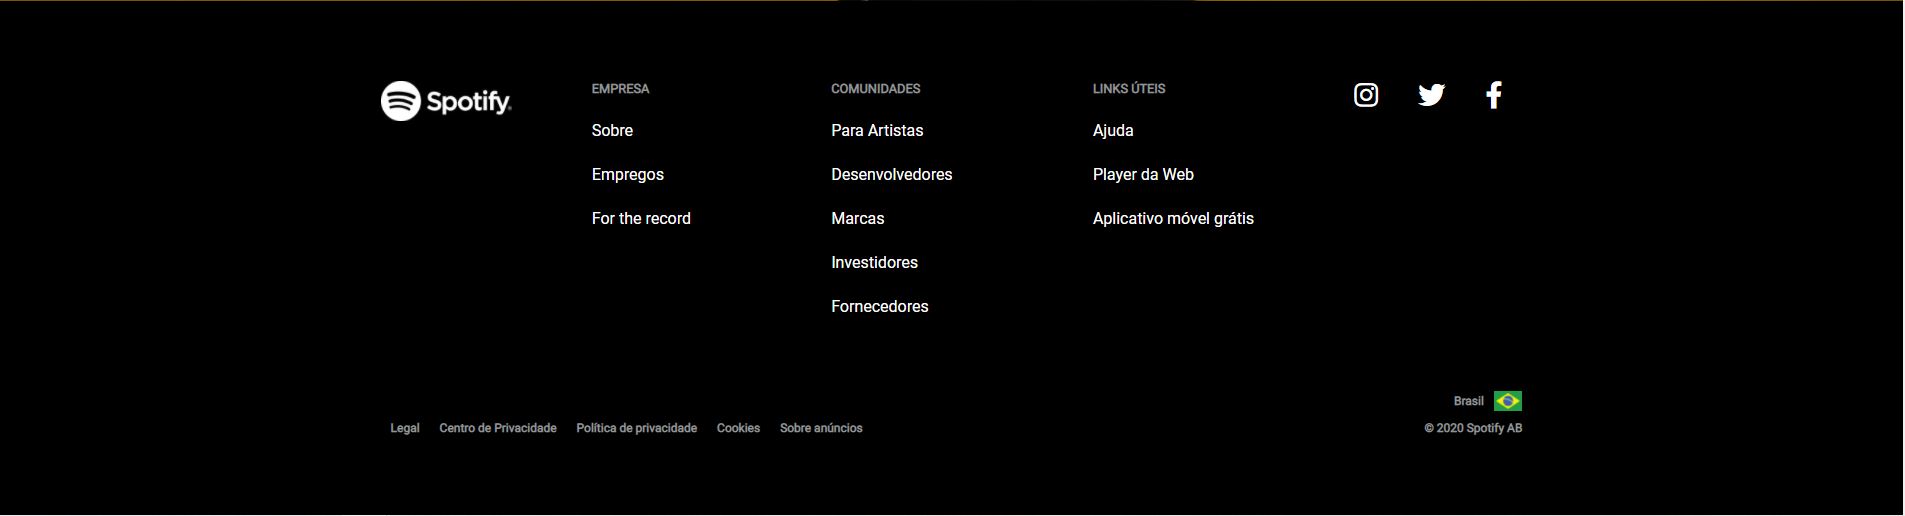 Spotify
EMPRESA
Sobre
Empregos
For the record
COMUNIDADES
Para Artistas
Desenvolvedores
Marcas
Investidores
Fornecedores
LINKS ÚTEIS
Ajuda
Player da Web
Aplicativo móvel grátis
Brasil
Legal Centro de Privacidade Política de privacidade Cookies Sobre anúncios
© 2020 Spotify AB